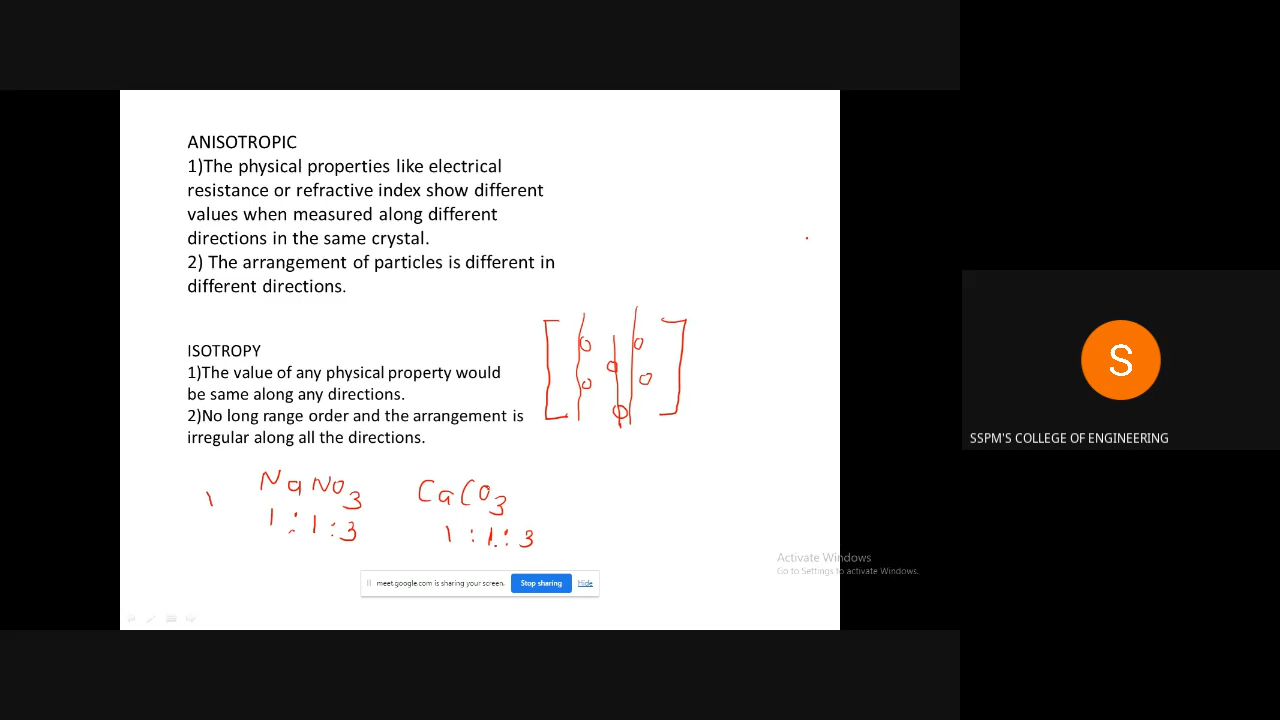 ANISOTROPIC
1)The physical properties like electrical
resistance or refractive index show different
values when measured along different
directions in the same crystal.
2) The arrangement of particles is different in
different directions.
ISOTROPY
1)The value of any physical property would
be same along any directions.
2)No long range order and the arrangement is
irregular along all the directions.
1 NaNO3 CaCO3
1 : 1 : 3 1 : 1 : 3
meet.google.com is sharing your screen. Stop sharing Hide
Activate Windows
Go to Settings to activate Windows.
S
SSPM'S COLLEGE OF ENGINEERING